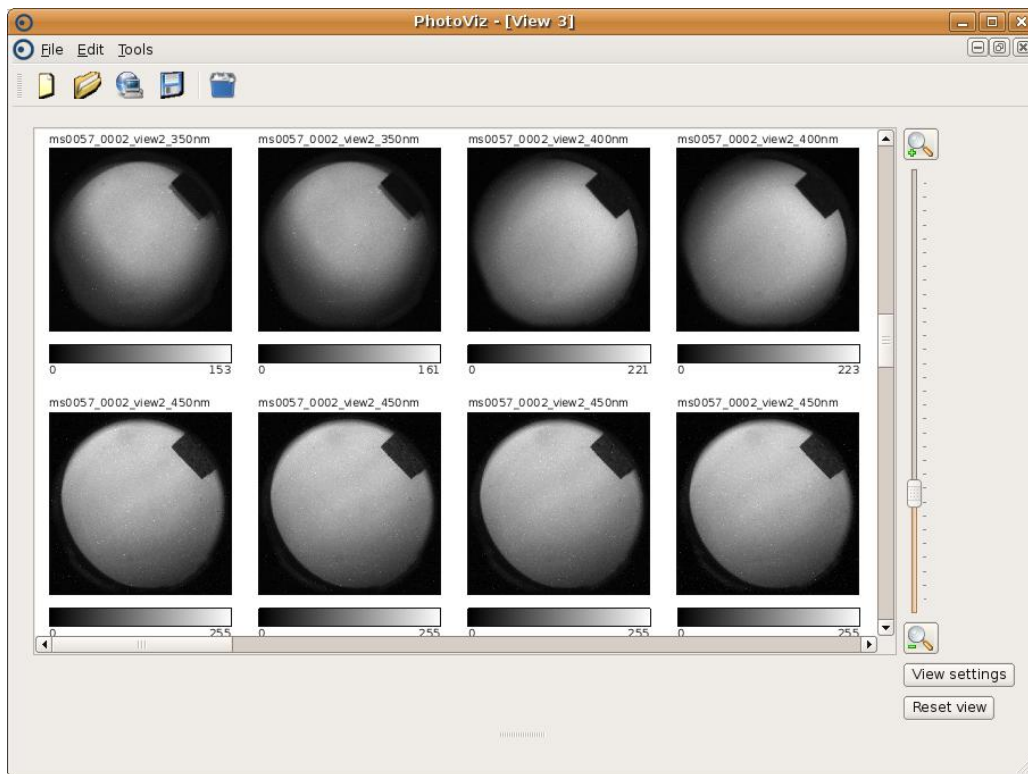 PhotoViz - [View 3]
File Edit Tools
ms0057_0002_view2_350nm ms0057_0002_view2_350nm ms0057_0002_view2_400nm ms0057_0002_view2_400nm
0 153 0 161 0 221 0 223
ms0057_0002_view2_450nm ms0057_0002_view2_450nm ms0057_0002_view2_450nm ms0057_0002_view2_450nm
0 255 0 255 0 255 0 255
View settings
Reset view